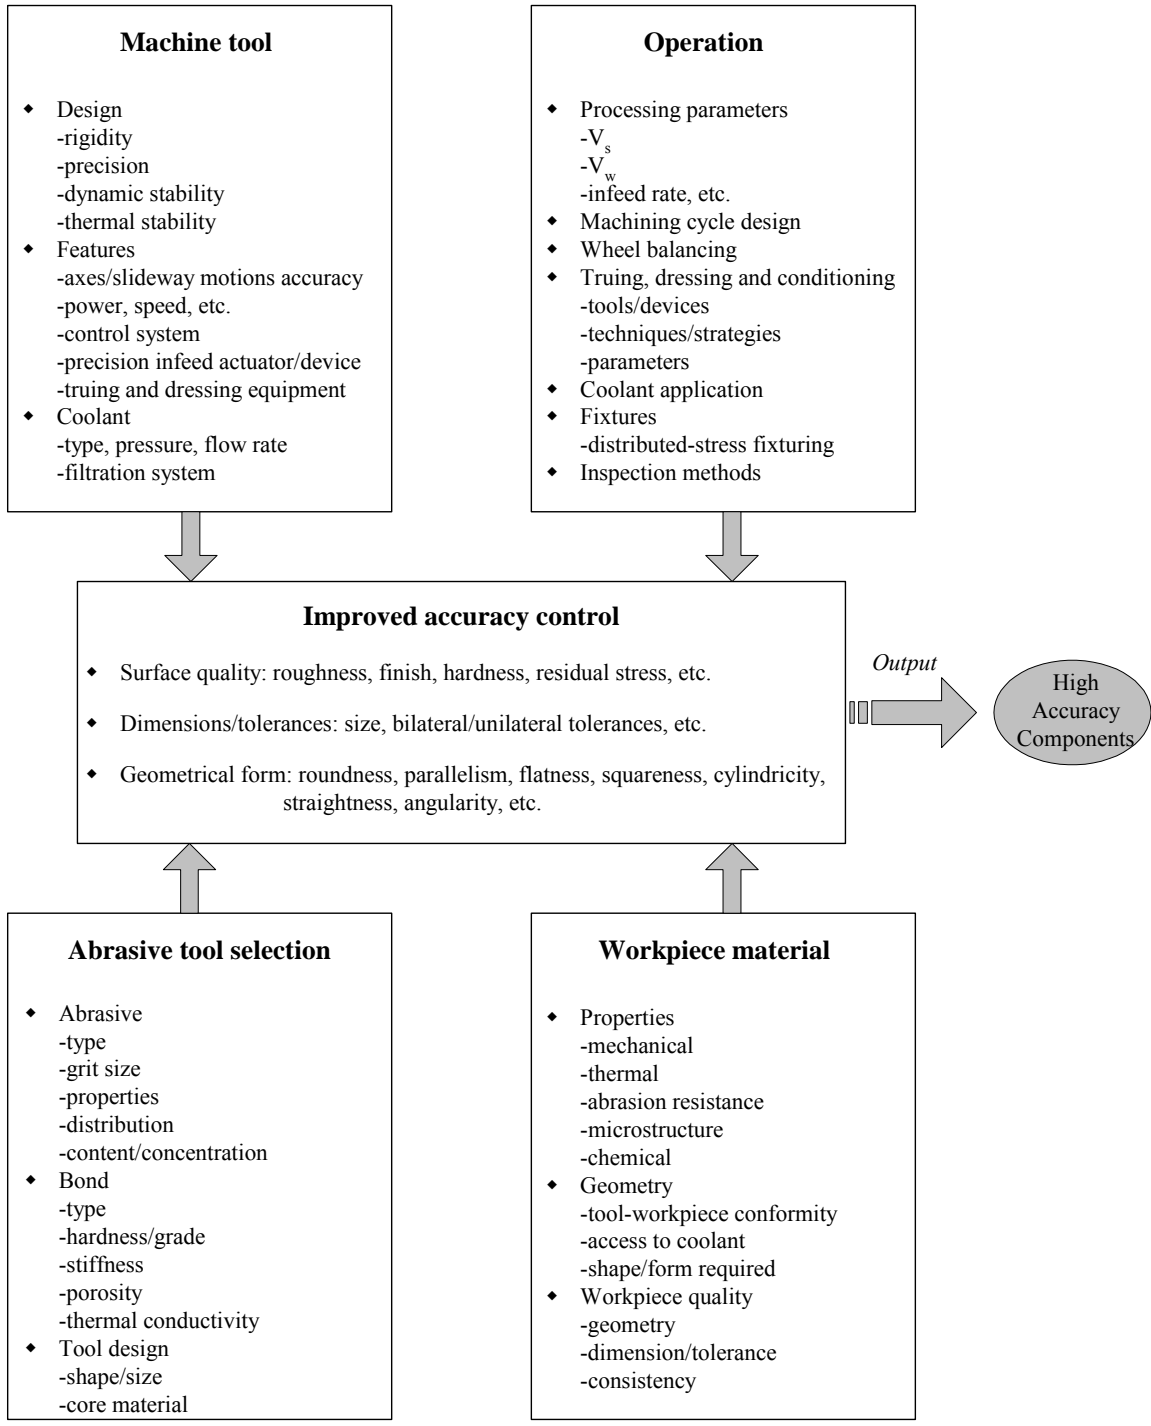 Machine tool
◆ Design
-rigidity
-precision
-dynamic stability
-thermal stability
◆ Features
-axes/slideway motions accuracy
-power, speed, etc.
-control system
-precision infeed actuator/device
-truing and dressing equipment
◆ Coolant
-type, pressure, flow rate
-filtration system
Operation
◆ Processing parameters
-Vs
-Vw
-infeed rate, etc.
◆ Machining cycle design
◆ Wheel balancing
◆ Truing, dressing and conditioning
-tools/devices
-techniques/strategies
-parameters
◆ Coolant application
◆ Fixtures
-distributed-stress fixturing
◆ Inspection methods
Improved accuracy control
◆ Surface quality: roughness, finish, hardness, residual stress, etc.
◆ Dimensions/tolerances: size, bilateral/unilateral tolerances, etc.
◆ Geometrical form: roundness, parallelism, flatness, squareness, cylindricity,
straightness, angularity, etc.
Output
High
Accuracy
Components
Abrasive tool selection
◆ Abrasive
-type
-grit size
-properties
-distribution
-content/concentration
◆ Bond
-type
-hardness/grade
-stiffness
-porosity
-thermal conductivity
◆ Tool design
-shape/size
-core material
Workpiece material
◆ Properties
-mechanical
-thermal
-abrasion resistance
-microstructure
-chemical
◆ Geometry
-tool-workpiece conformity
-access to coolant
-shape/form required
◆ Workpiece quality
-geometry
-dimension/tolerance
-consistency